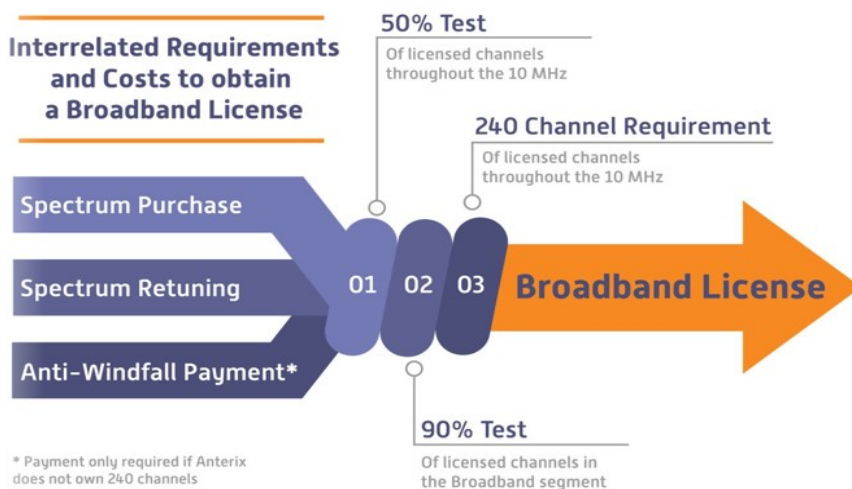 Interrelated Requirements
and Costs to obtain
a Broadband License
50% Test
Of licensed channels
throughout the 10 MHz
240 Channel Requirement
Of licensed channels
throughout the 10 MHz
Spectrum Purchase
Spectrum Retuning
Anti-Windfall Payment*
01
02
03
Broadband License
90% Test
Of licensed channels in
the Broadband segment
* Payment only required if Anterix
does not own 240 channels